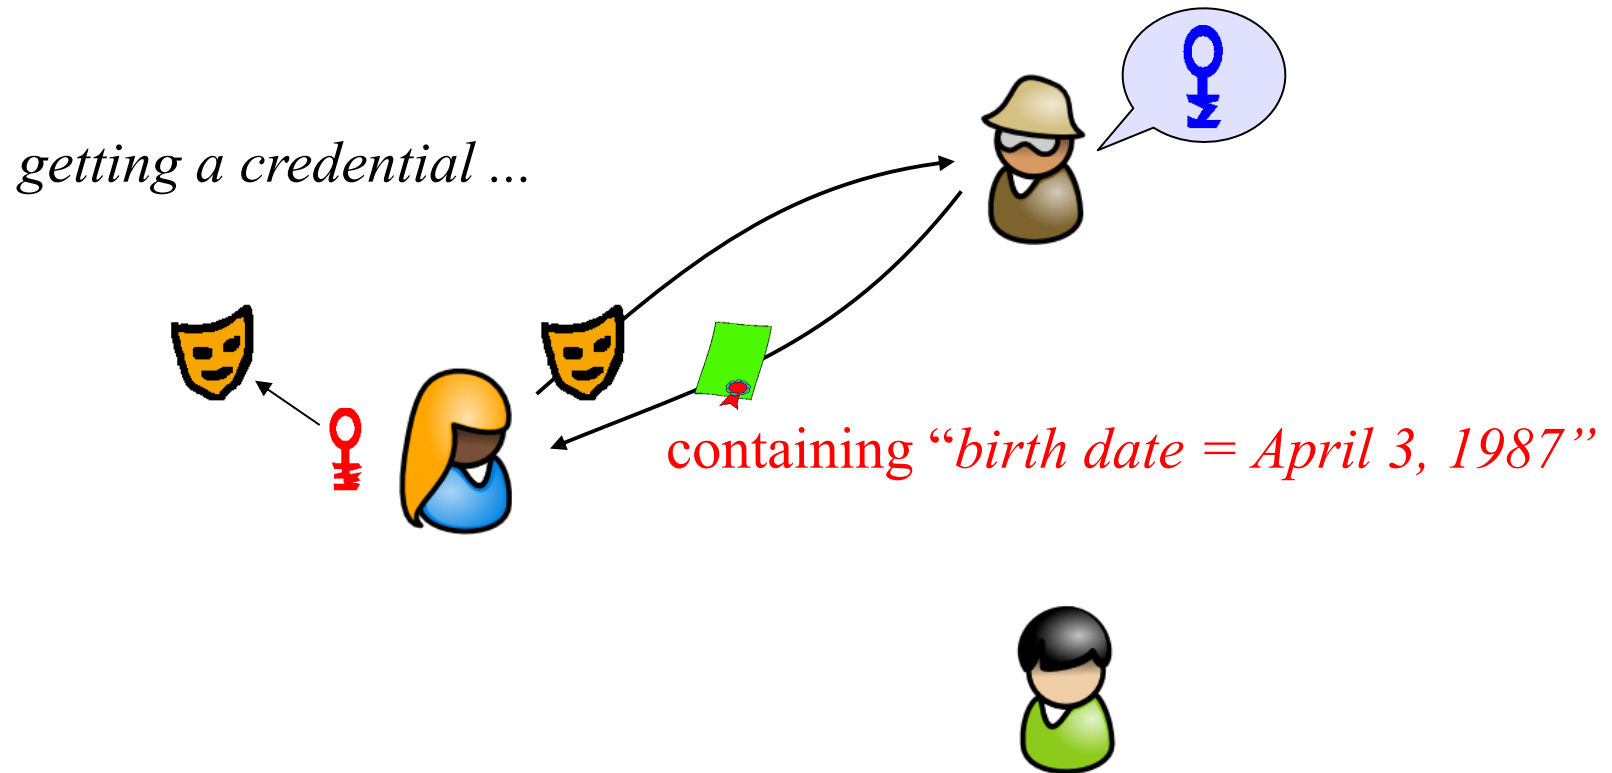 getting a credential ...
containing “birth date = April 3, 1987”